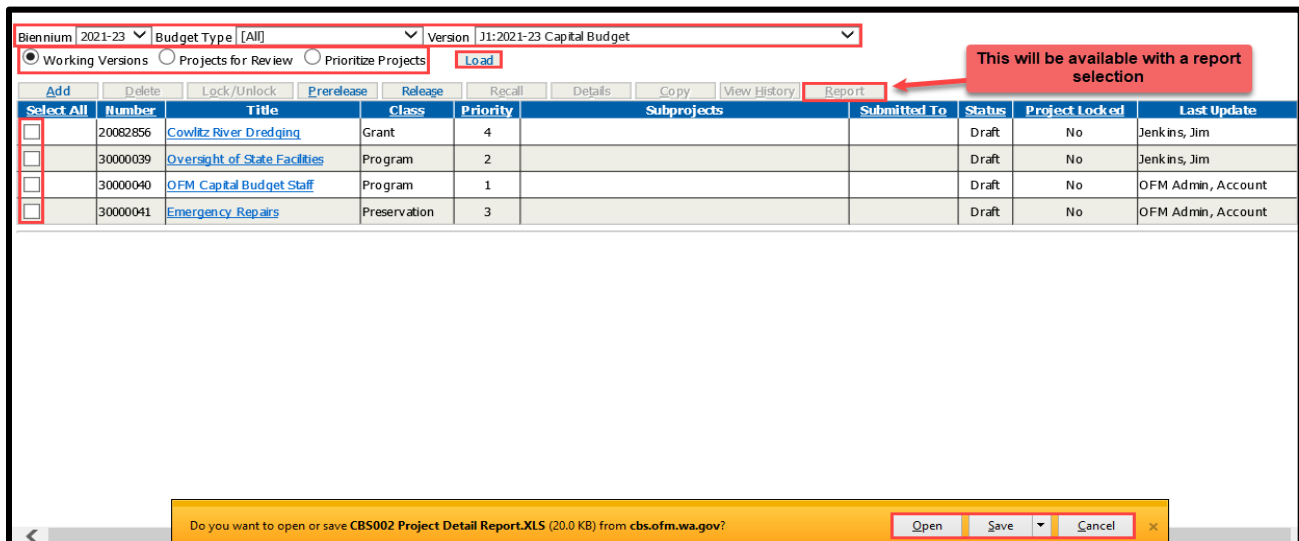 Biennium 2021-23 Budget Type [All] Version J1:2021-23 Capital Budget
Working Versions Projects for Review Prioritize Projects Load
This will be available with a report
selection
Add Delete Lock/Unlock Prerelease Release Recall Details Copy View History Report
Select All Number Title Class Priority Subprojects Submitted To Status Project Locked Last Update
20082856 Cowlitz River Dredging Grant 4 Draft No Jenkins, Jim
30000039 Oversight of State Facilities Program 2 Draft No Jenkins, Jim
30000040 OFM Capital Budget Staff Program 1 Draft No OFM Admin, Account
30000041 Emergency Repairs Preservation 3 Draft No OFM Admin, Account
Do you want to open or save CBS002 Project Detail Report.XLS (20.0 KB) from cbs.ofm.wa.gov? Open Save Cancel ×